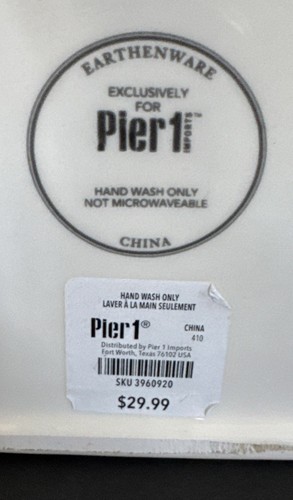 EARTHENWARE
EXCLUSIVELY
FOR
Pier1 IMPORTS™
HAND WASH ONLY
NOT MICROWAVEABLE
CHINA
HAND WASH ONLY
LAVER À LA MAIN SEULEMENT
Pier1® CHINA
410
Distributed by Pier 1 Imports
Fort Worth, Texas 76102 USA
SKU 3960920
$29.99